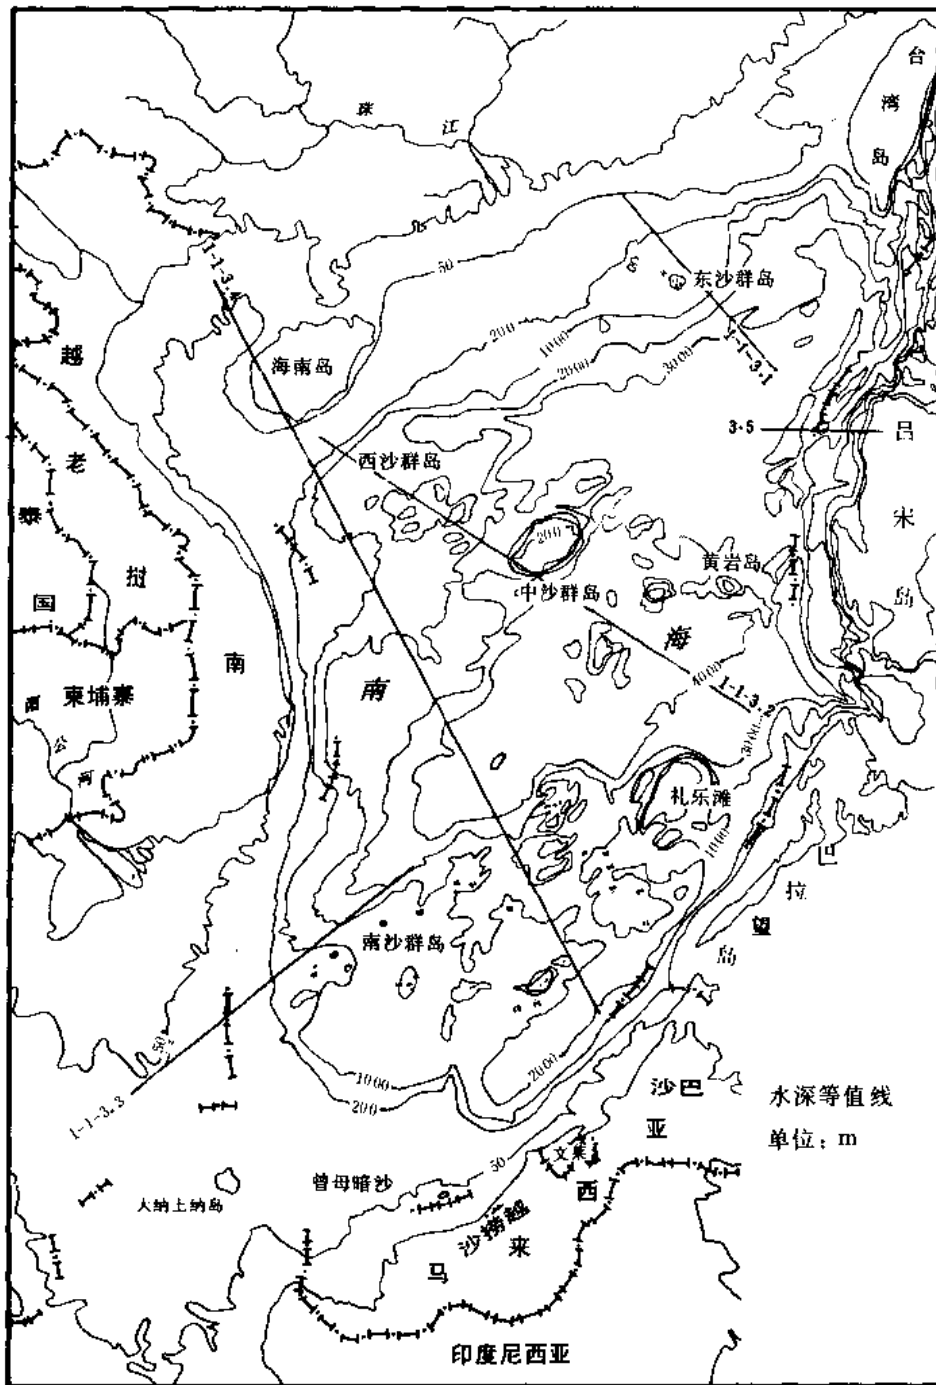 珠江
台湾岛
50
1-1-3.4
东沙群岛
200
1000
2000
3000
1-1-3.1
越
海南岛
3-5
吕宋岛
老
西沙群岛
泰
200
黄岩岛
挝
国
中沙群岛
海
南
南
4000
1-1-3.2
3000
柬埔寨
湄公河
礼乐滩
1000
巴拉望岛
南沙群岛
50
2000
1000
200
1-1-3.3
沙巴
水深等值线
亚
单位：m
50
文莱
曾母暗沙
西
大纳土纳岛
沙捞越
来
马
印度尼西亚